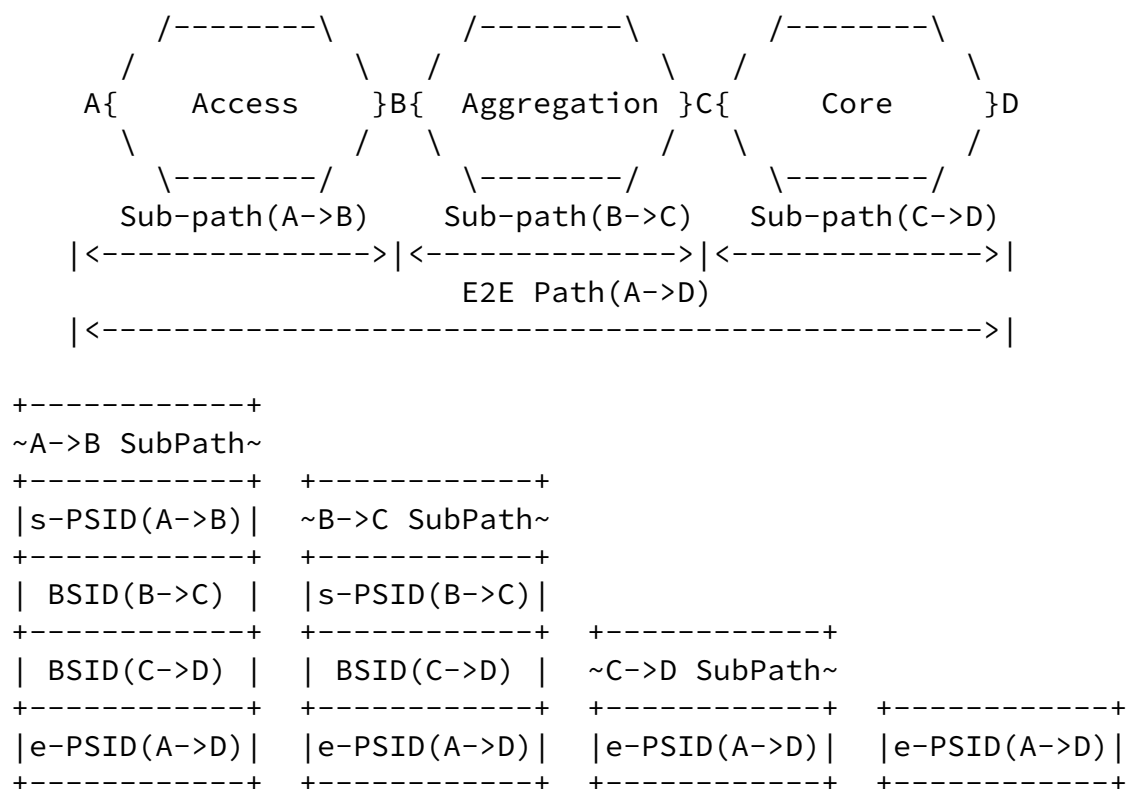 /--------\       /--------\       /--------\
       /            \   /            \   /            \
     A{    Access    }B{  Aggregation }C{     Core     }D
       \            /   \            /   \            /
         \--------/       \--------/       \--------/
       Sub-path(A->B)    Sub-path(B->C)   Sub-path(C->D)
    |<--------------->|<-------------->|<-------------->|
                          E2E Path(A->D)
    |<------------------------------------------------->|
+------------+
~A->B SubPath~
+------------+  +------------+
|s-PSID(A->B)|  ~B->C SubPath~
+------------+  +------------+
| BSID(B->C) |  |s-PSID(B->C)|
+------------+  +------------+  +------------+
| BSID(C->D) |  | BSID(C->D) |  ~C->D SubPath~
+------------+  +------------+  +------------+  +------------+
|e-PSID(A->D)|  |e-PSID(A->D)|  |e-PSID(A->D)|  |e-PSID(A->D)|
+------------+  +------------+  +------------+  +------------+